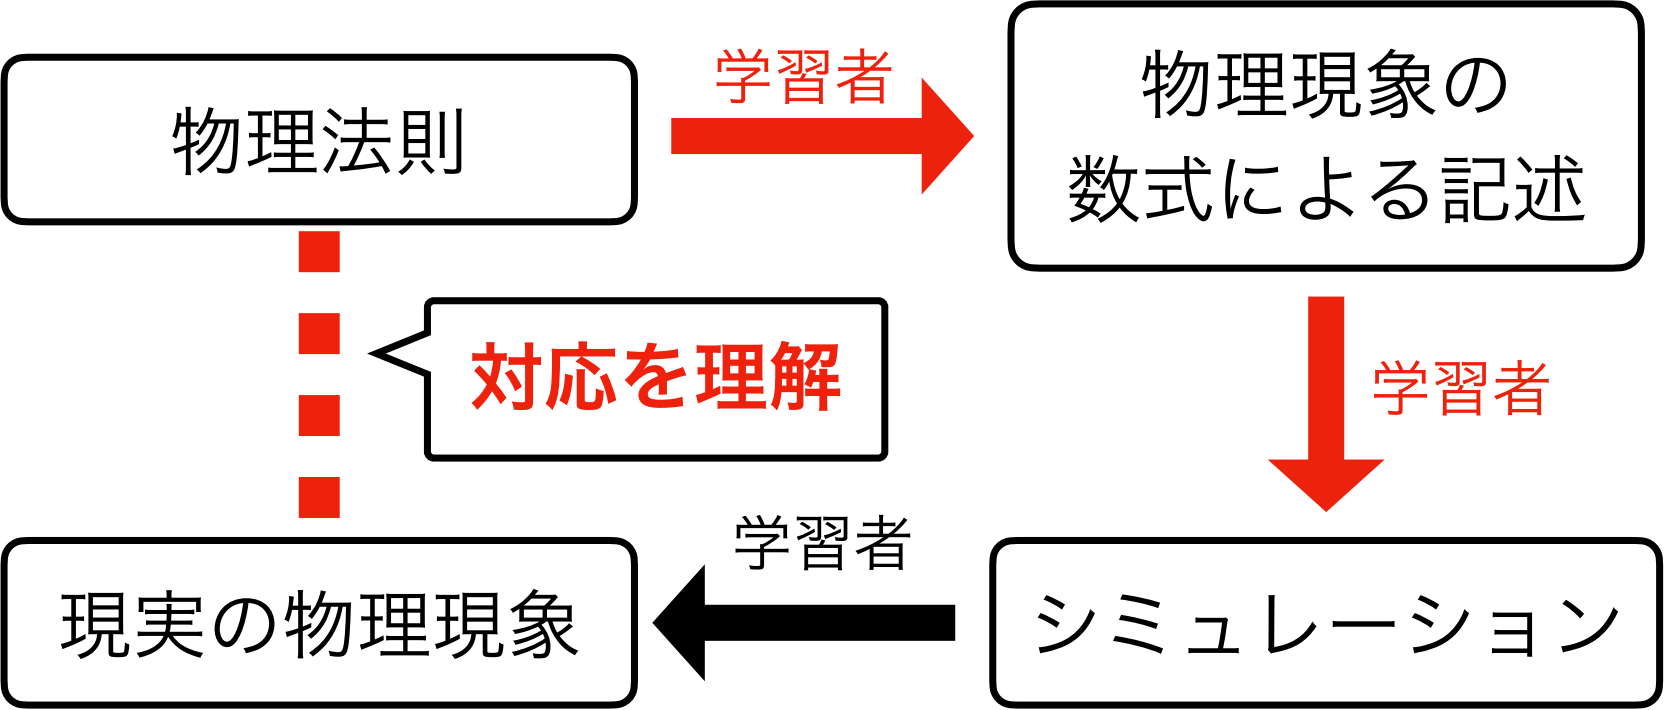 学習者
物理法則
物理現象の
数式による記述
対応を理解
学習者
学習者
現実の物理現象
シミュレーション